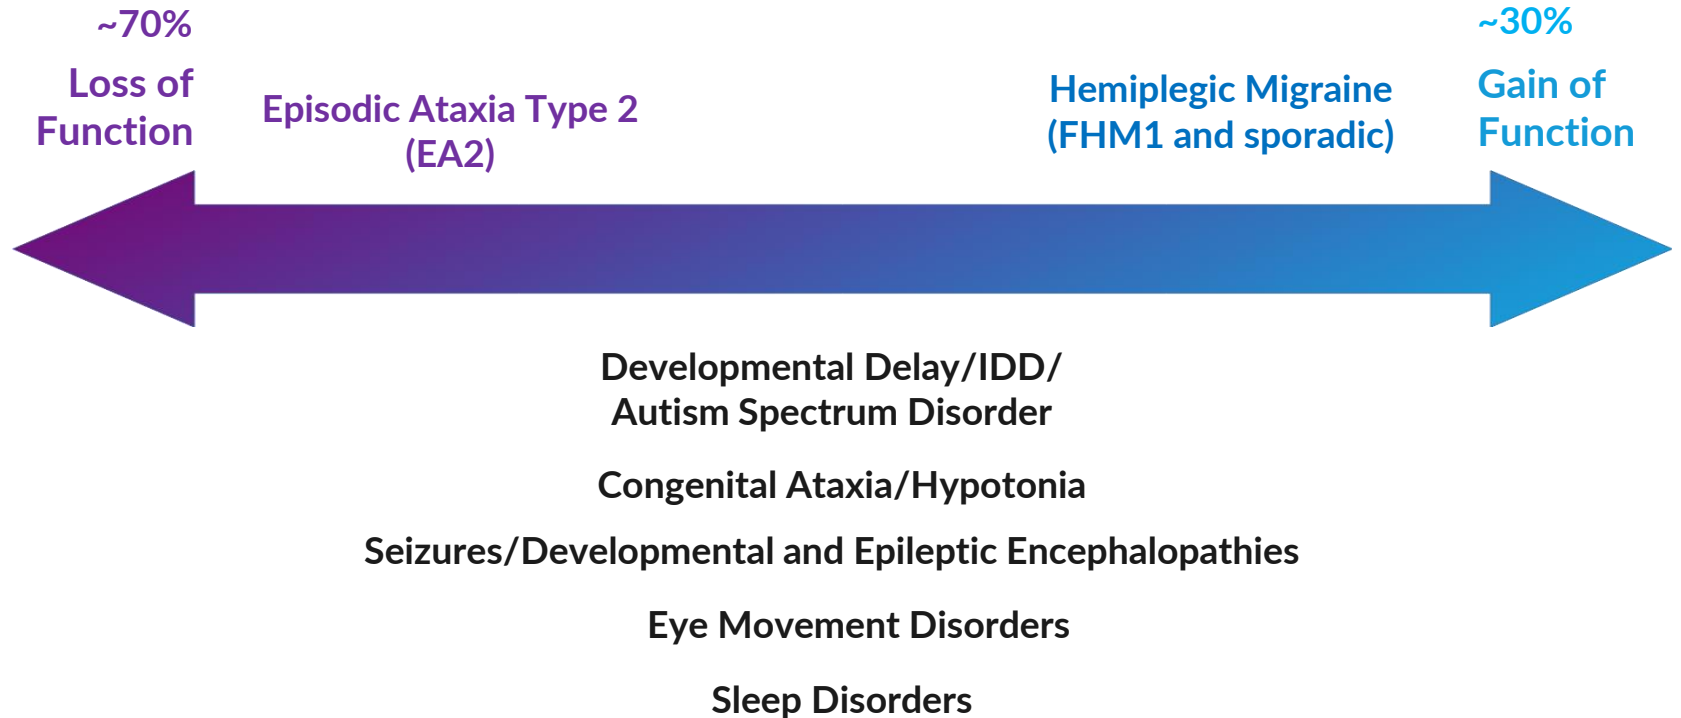 ~70%
Loss of
Function
Episodic Ataxia Type 2
(EA2)
Hemiplegic Migraine
(FHM1 and sporadic)
~30%
Gain of
Function
Developmental Delay/IDD/
Autism Spectrum Disorder
Congenital Ataxia/Hypotonia
Seizures/Developmental and Epileptic Encephalopathies
Eye Movement Disorders
Sleep Disorders